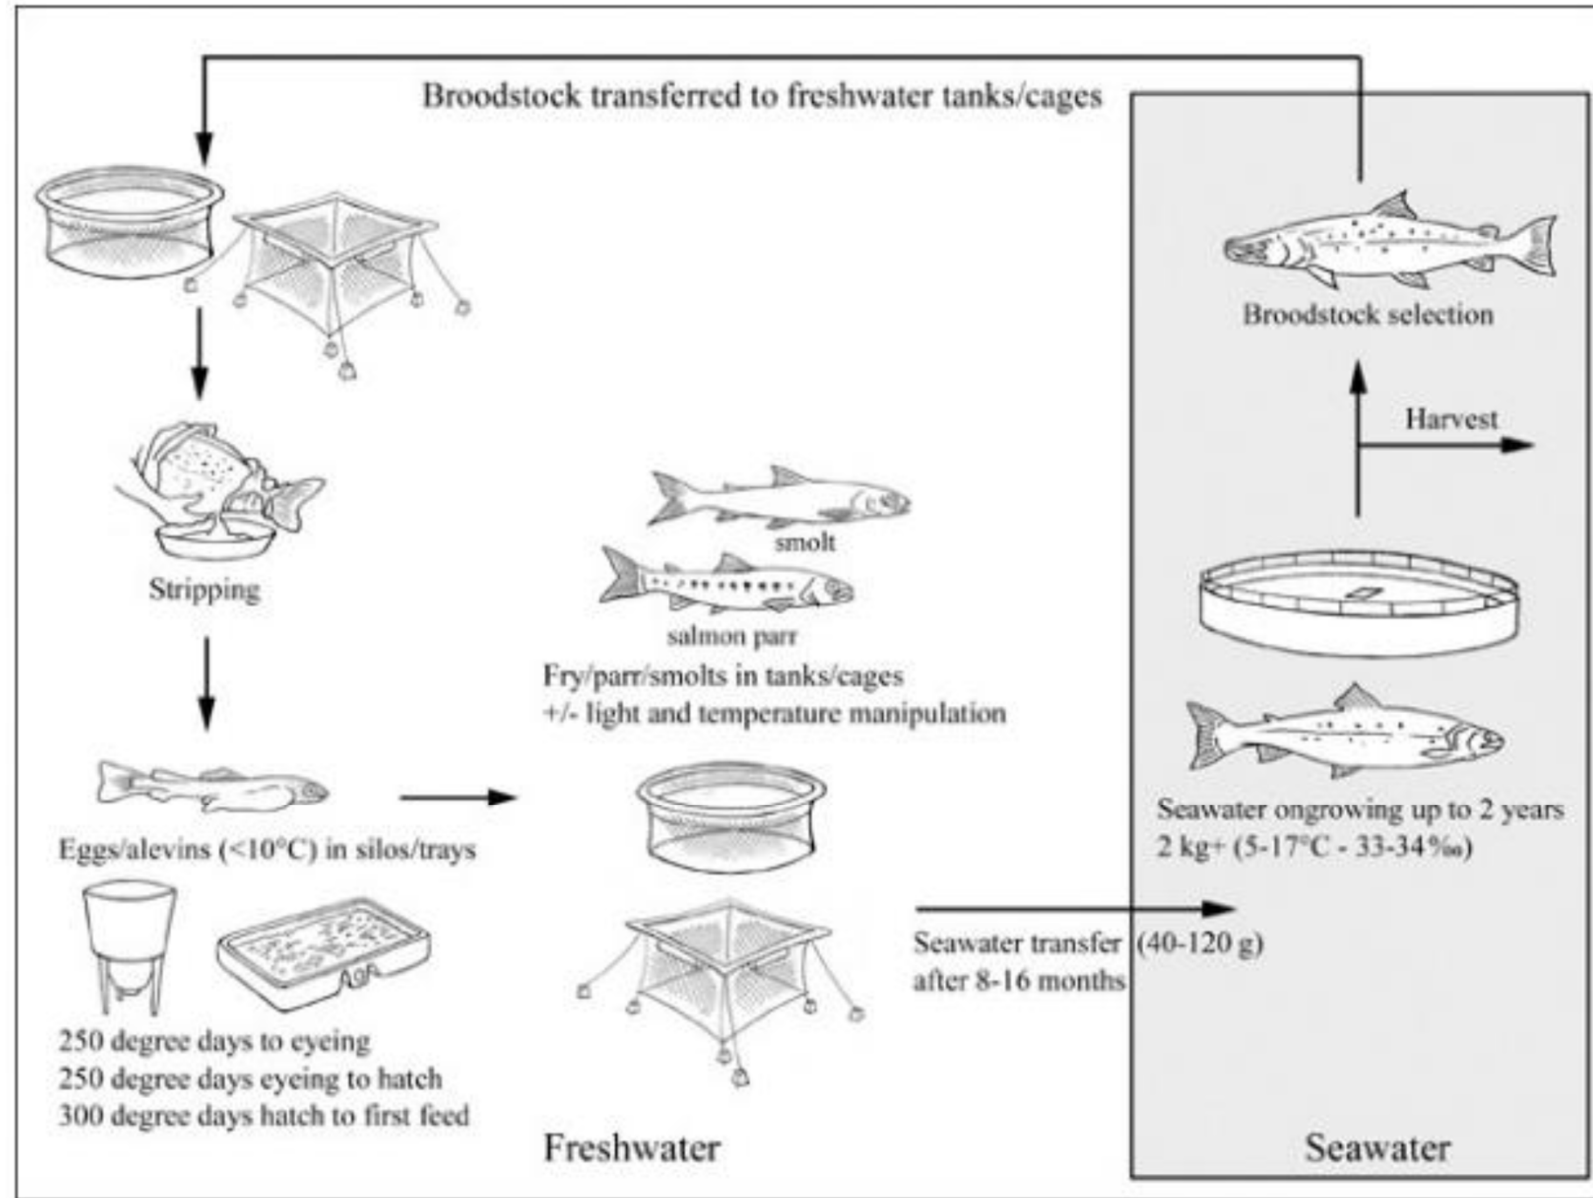 Broodstock transferred to freshwater tanks/cages
Broodstock selection
Harvest
Stripping
smolt
salmon parr
Fry/parr/smolts in tanks/cages
+/- light and temperature manipulation
Eggs/alevins (<10°C) in silos/trays
250 degree days to eyeing
250 degree days eyeing to hatch
300 degree days hatch to first feed
Seawater transfer (40-120 g)
after 8-16 months
Seawater ongrowing up to 2 years
2 kg+ (5-17°C - 33-34‰)
Freshwater
Seawater